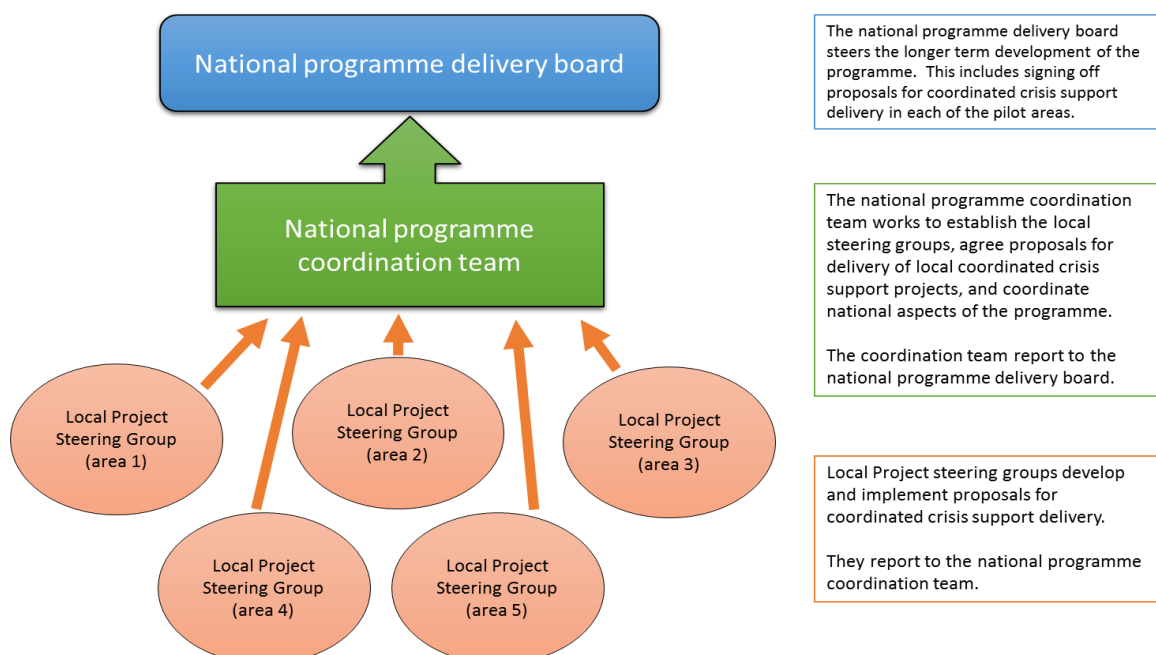 National programme delivery board
The national programme delivery board
steers the longer term development of the
programme.  This includes signing off
proposals for coordinated crisis support
delivery in each of the pilot areas.
National programme
coordination team
The national programme coordination
team works to establish the local
steering groups, agree proposals for
delivery of local coordinated crisis
support projects, and coordinate
national aspects of the programme.
The coordination team report to the
national programme delivery board.
Local Project
Steering Group
(area 1)
Local Project
Steering Group
(area 2)
Local Project
Steering Group
(area 3)
Local Project
Steering Group
(area 4)
Local Project
Steering Group
(area 5)
Local Project steering groups develop
and implement proposals for
coordinated crisis support delivery.
They report to the national programme
coordination team.